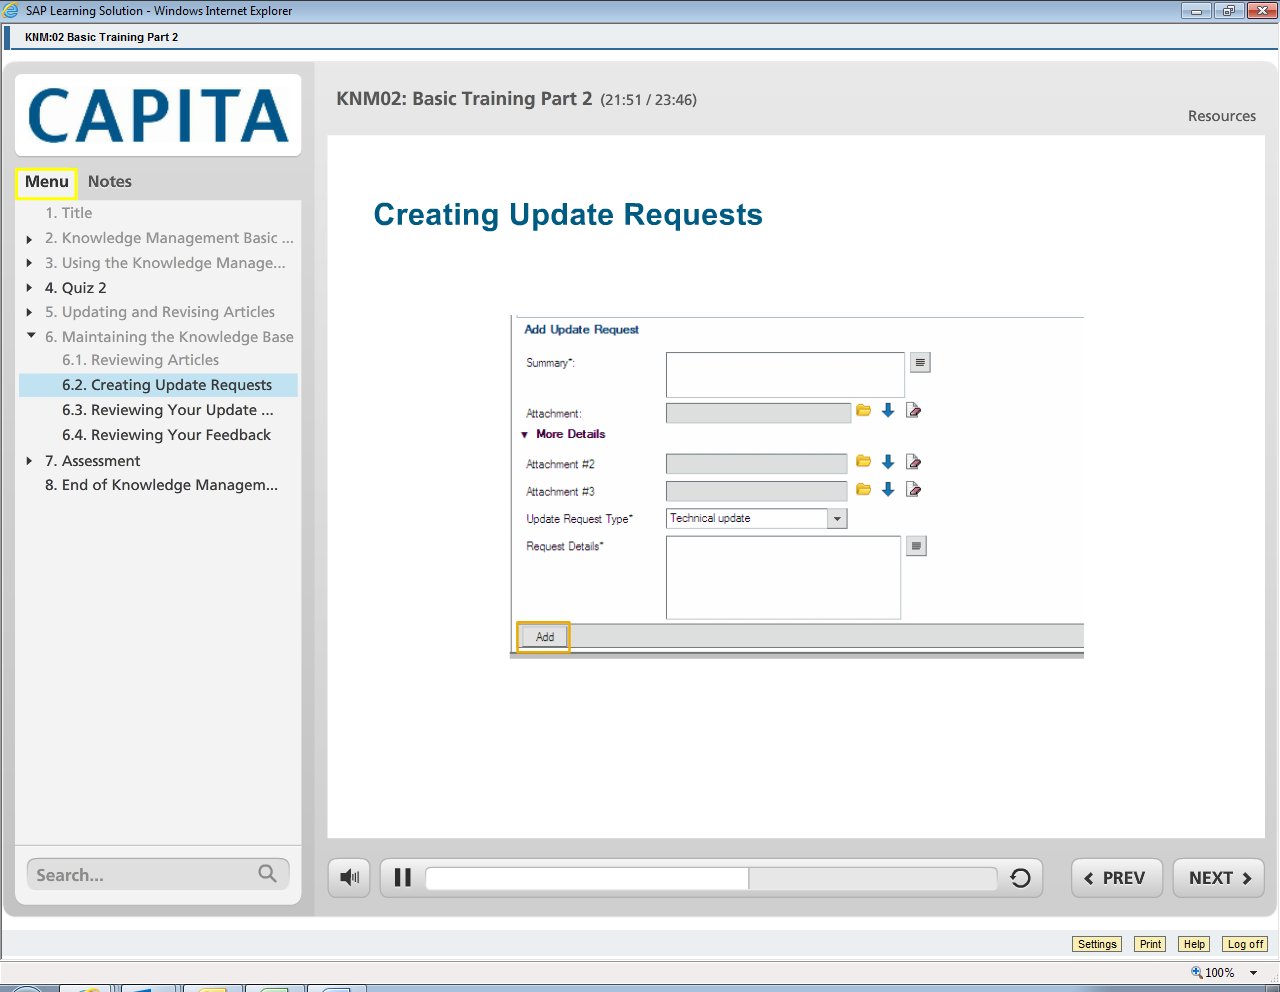 SAP Learning Solution - Windows Internet Explorer
KNM:02 Basic Training Part 2
CAPITA
KNM02: Basic Training Part 2 (21:51 / 23:46)
Resources
Menu Notes
1. Title
2. Knowledge Management Basic ...
3. Using the Knowledge Manage...
4. Quiz 2
5. Updating and Revising Articles
6. Maintaining the Knowledge Base
6.1. Reviewing Articles
6.2. Creating Update Requests
6.3. Reviewing Your Update ...
6.4. Reviewing Your Feedback
7. Assessment
8. End of Knowledge Managem...
Search...
Creating Update Requests
Add Update Request
Summary*:
Attachment:
More Details
Attachment #2
Attachment #3
Update Request Type* Technical update
Request Details*
Add
PREV NEXT
Settings Print Help Log off
100%